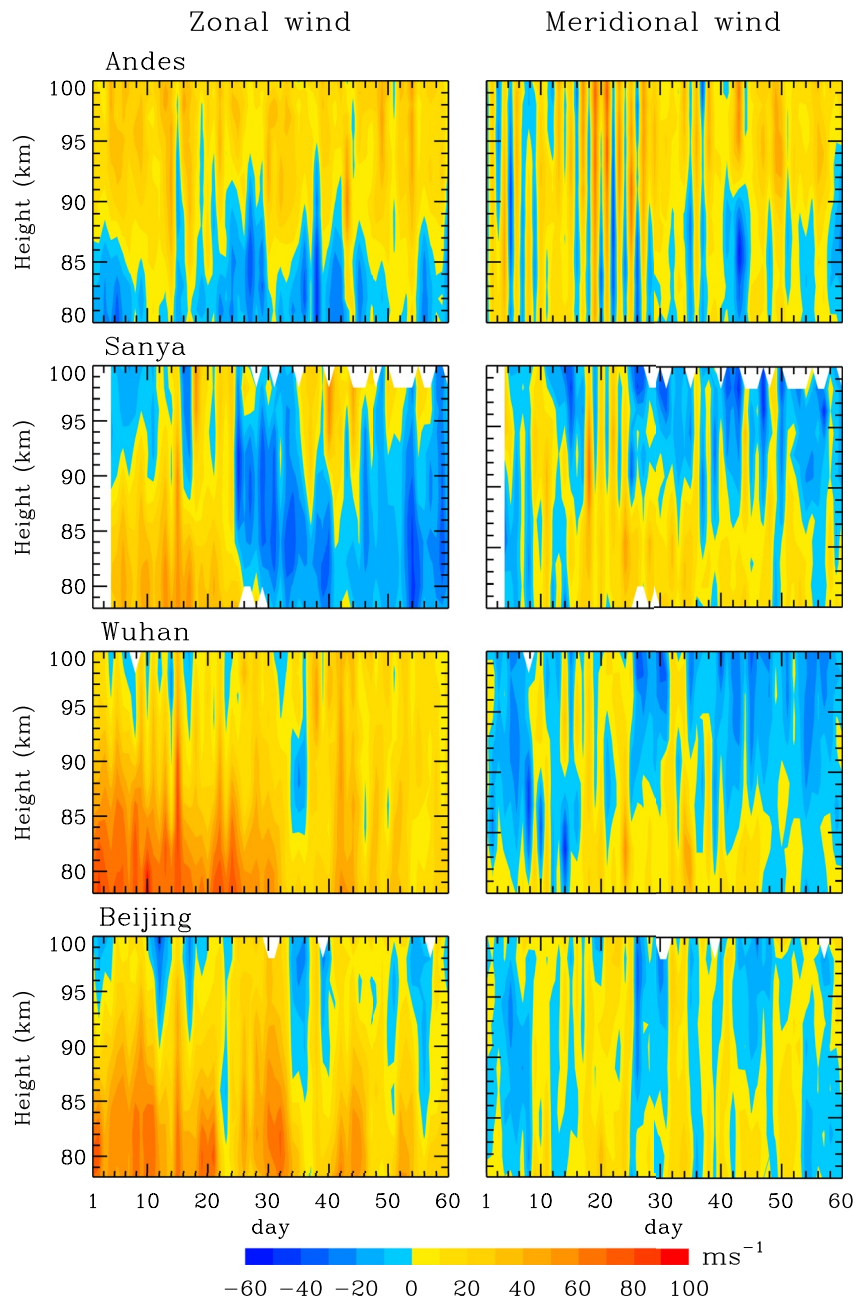 Zonal wind Meridional wind
Andes
100
95
90
85
80
Height (km)
Sanya
100
95
90
85
80
Height (km)
Wuhan
100
95
90
85
80
Height (km)
Beijing
100
95
90
85
80
Height (km)
1 10 20 30 40 50 60 1 10 20 30 40 50 60
day day
ms⁻¹
−60 −40 −20 0 20 40 60 80 100